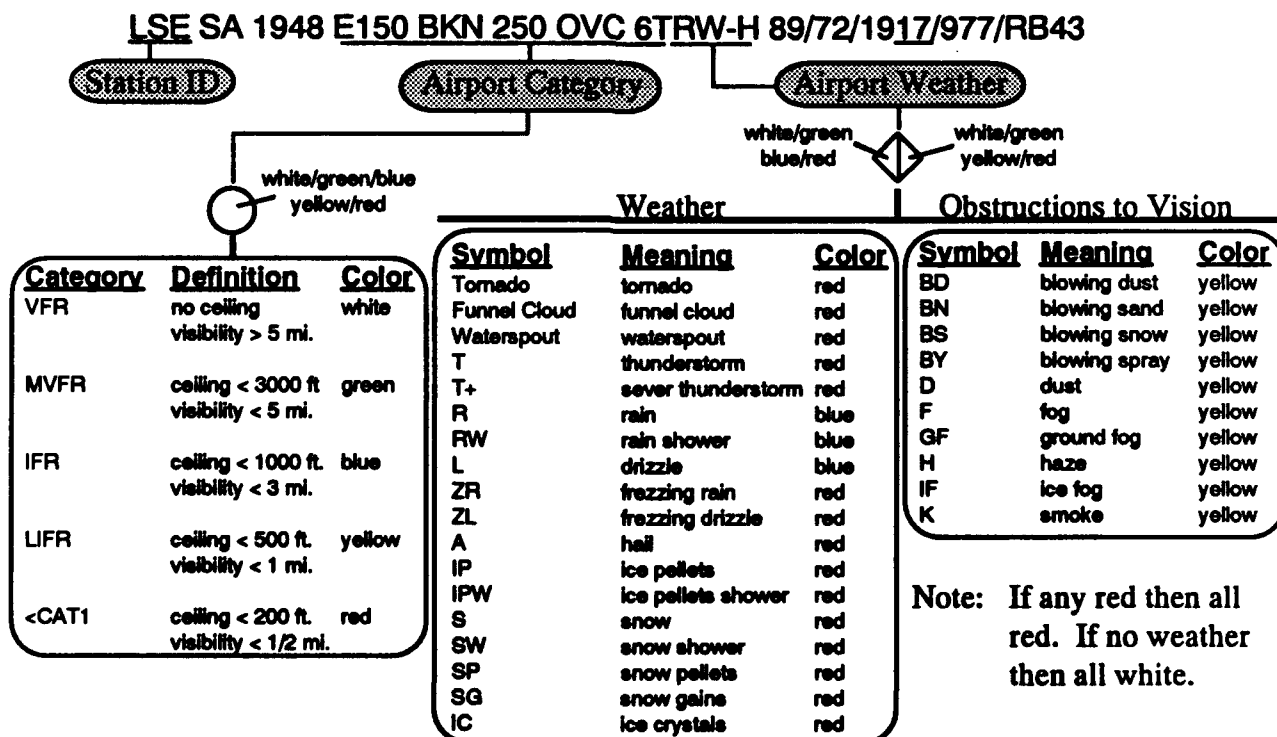 LSE SA 1948 E150 BKN 250 OVC 6TRW-H 89/72/1917/977/RB43
Station ID
Airport Category
Airport Weather
white/green/blue
yellow/red
white/green
blue/red
white/green
yellow/red
Category Definition Color
VFR no ceiling white
visibility > 5 mi.
MVFR ceiling < 3000 ft green
visibility < 5 mi.
IFR ceiling < 1000 ft. blue
visibility < 3 mi.
LIFR ceiling < 500 ft. yellow
visibility < 1 mi.
<CAT1 ceiling < 200 ft. red
visibility < 1/2 mi.
Weather
Symbol Meaning Color
Tornado tornado red
Funnel Cloud funnel cloud red
Waterspout waterspout red
T thunderstorm red
T+ sever thunderstorm red
R rain blue
RW rain shower blue
L drizzle blue
ZR frezzing rain red
ZL frezzing drizzle red
A hail red
IP ice pellets red
IPW ice pellets shower red
S snow red
SW snow shower red
SP snow pellets red
SG snow gains red
IC ice crystals red
Obstructions to Vision
Symbol Meaning Color
BD blowing dust yellow
BN blowing sand yellow
BS blowing snow yellow
BY blowing spray yellow
D dust yellow
F fog yellow
GF ground fog yellow
H haze yellow
IF ice fog yellow
K smoke yellow
Note: If any red then all
red. If no weather
then all white.